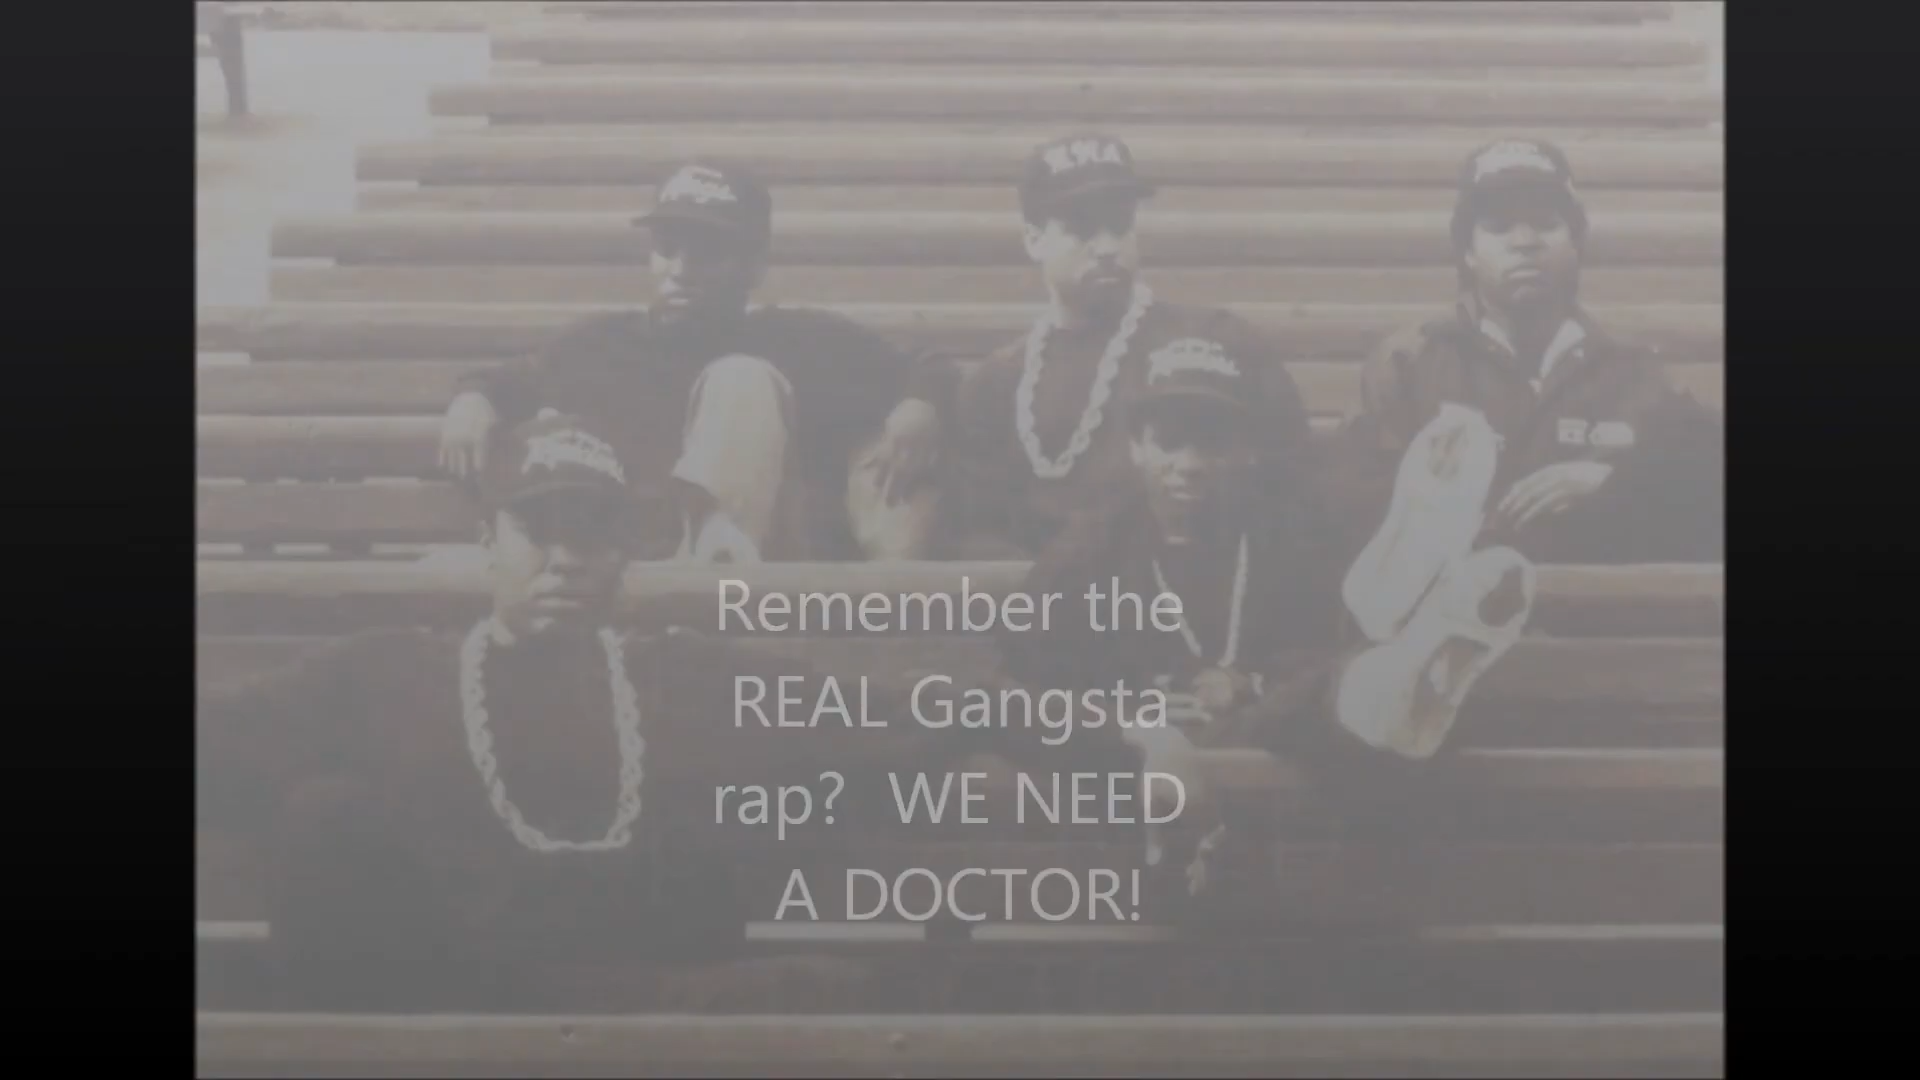 N.W.A
Remember the
REAL Gangsta
rap?  WE NEED
A DOCTOR!